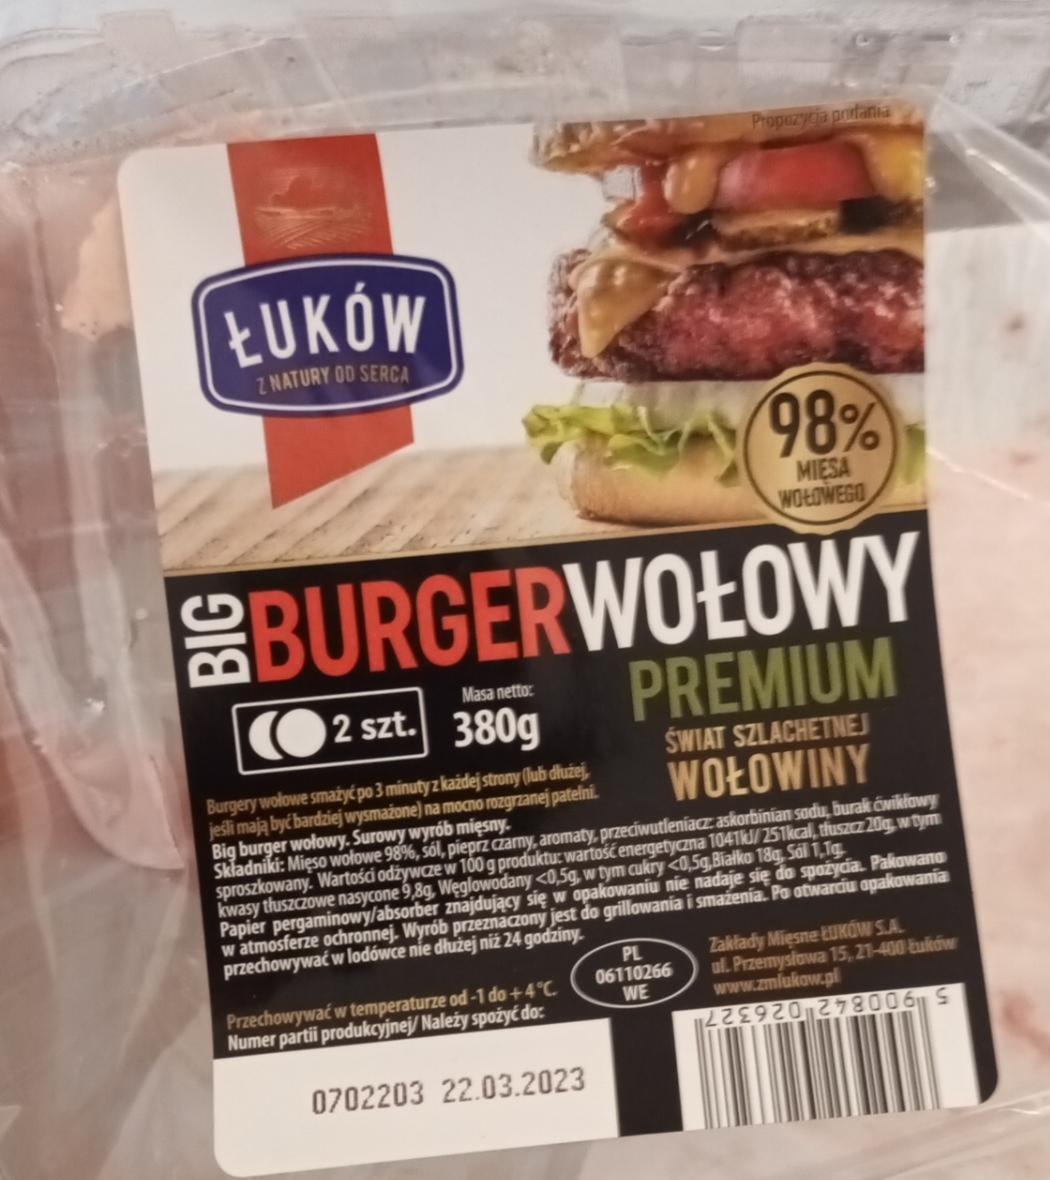 Propozycja podania
ŁUKÓW
Z NATURY OD SERCA
98%
MIĘSA
WOŁOWEGO
BIG BURGER WOŁOWY
PREMIUM
ŚWIAT SZLACHETNEJ
WOŁOWINY
2 szt.
Masa netto:
380g
Burgery wołowe smażyć po 3 minuty z każdej strony (lub dłużej,
jeśli mają być bardziej wysmażone) na mocno rozgrzanej patelni.
Big burger wołowy. Surowy wyrób mięsny.
Składniki: Mięso wołowe 98%, sól, pieprz czarny, aromaty, przeciwutleniacz: askorbinian sodu, burak ćwikłowy
sproszkowany. Wartości odżywcze w 100 g produktu: wartość energetyczna 1041kJ/ 251kcal, tłuszcz 20g, w tym
kwasy tłuszczowe nasycone 9,8g, Węglowodany <0,5g, w tym cukry <0,5g,Białko 18g, Sól 1,1g.
Papier pergaminowy/absorber znajdujący się w opakowaniu nie nadaje się do spożycia. Pakowano
w atmosferze ochronnej. Wyrób przeznaczony jest do grillowania i smażenia. Po otwarciu opakowania
przechowywać w lodówce nie dłużej niż 24 godziny.
PL
06110266
WE
Zakłady Mięsne ŁUKÓW S.A.
ul. Przemysłowa 15, 21-400 Łuków
www.zmlukow.pl
Przechowywać w temperaturze od -1 do +4°C.
Numer partii produkcyjnej/ Należy spożyć do:
0702203 22.03.2023
5 900842 026327